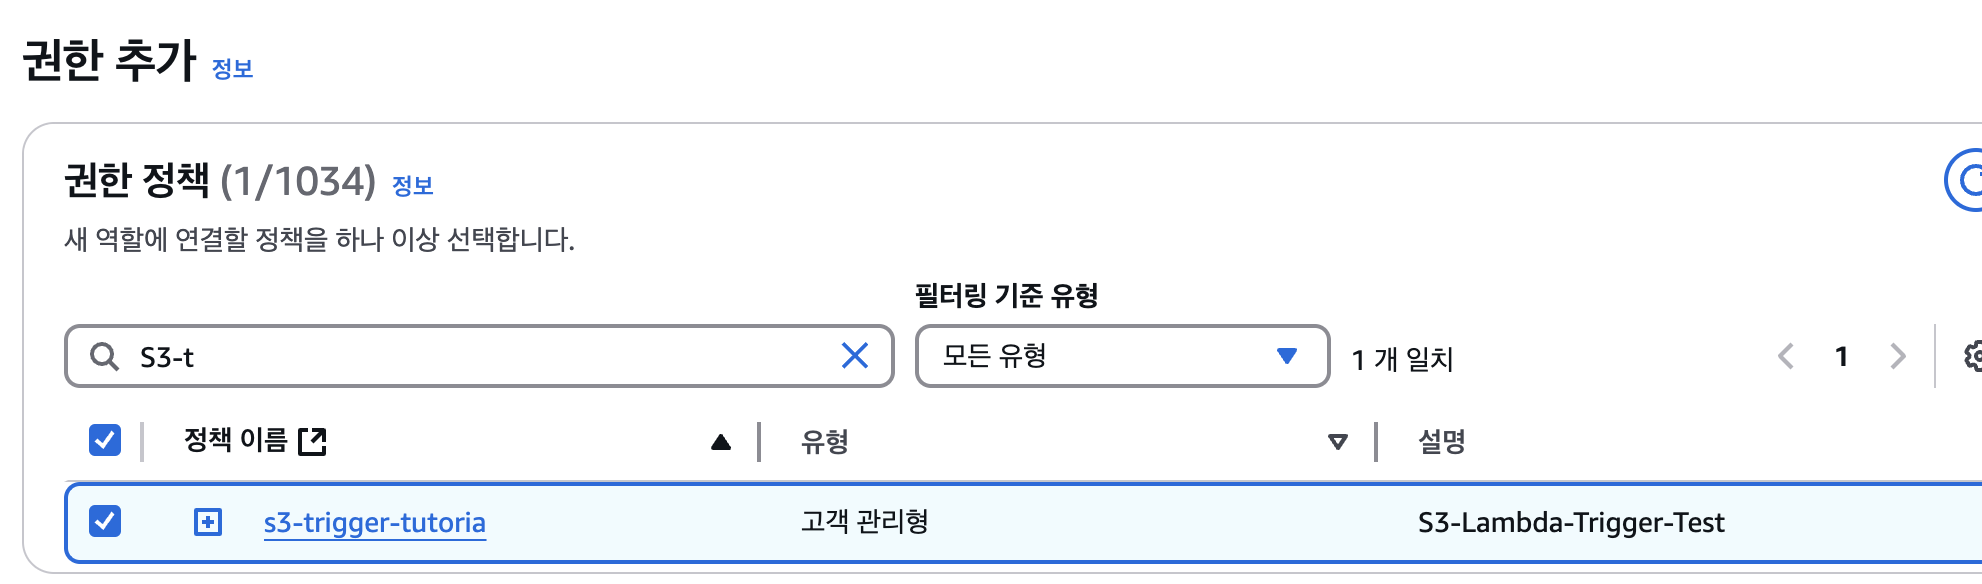 권한 추가 정보
권한 정책 (1/1034) 정보
새 역할에 연결할 정책을 하나 이상 선택합니다.
필터링 기준 유형
S3-t 모든 유형 1 개 일치 1
정책 이름 유형 설명
s3-trigger-tutoria 고객 관리형 S3-Lambda-Trigger-Test